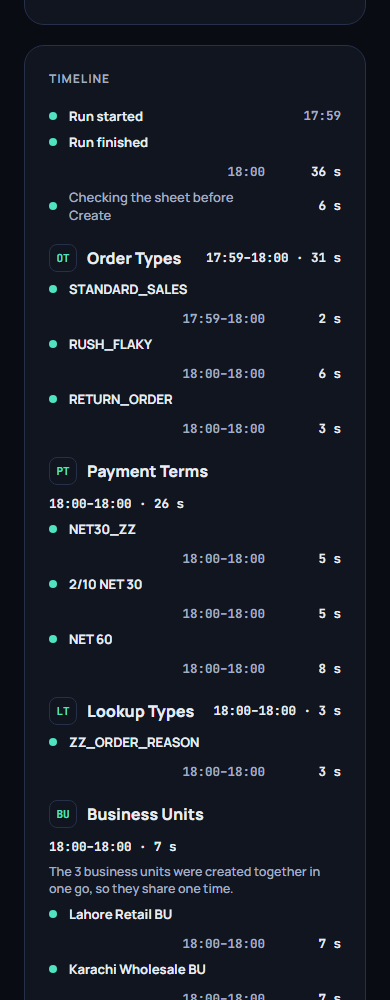 TIMELINE
Run started 17:59
Run finished
18:00 36 s
Checking the sheet before
Create 6 s
OT Order Types 17:59–18:00 · 31 s
STANDARD_SALES
17:59–18:00 2 s
RUSH_FLAKY
18:00–18:00 6 s
RETURN_ORDER
18:00–18:00 3 s
PT Payment Terms
18:00–18:00 · 26 s
NET30_ZZ
18:00–18:00 5 s
2/10 NET 30
18:00–18:00 5 s
NET 60
18:00–18:00 8 s
LT Lookup Types 18:00–18:00 · 3 s
ZZ_ORDER_REASON
18:00–18:00 3 s
BU Business Units
18:00–18:00 · 7 s
The 3 business units were created together in
one go, so they share one time.
Lahore Retail BU
18:00–18:00 7 s
Karachi Wholesale BU
18:00–18:00 7 s